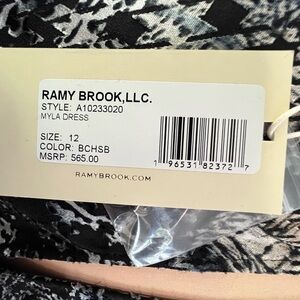 RAMY BROOK,LLC.
STYLE: A10233020
MYLA DRESS
SIZE: 12
COLOR: BCHSB
MSRP: 565.00
1 96531 82372 7
RAMYBROOK.COM